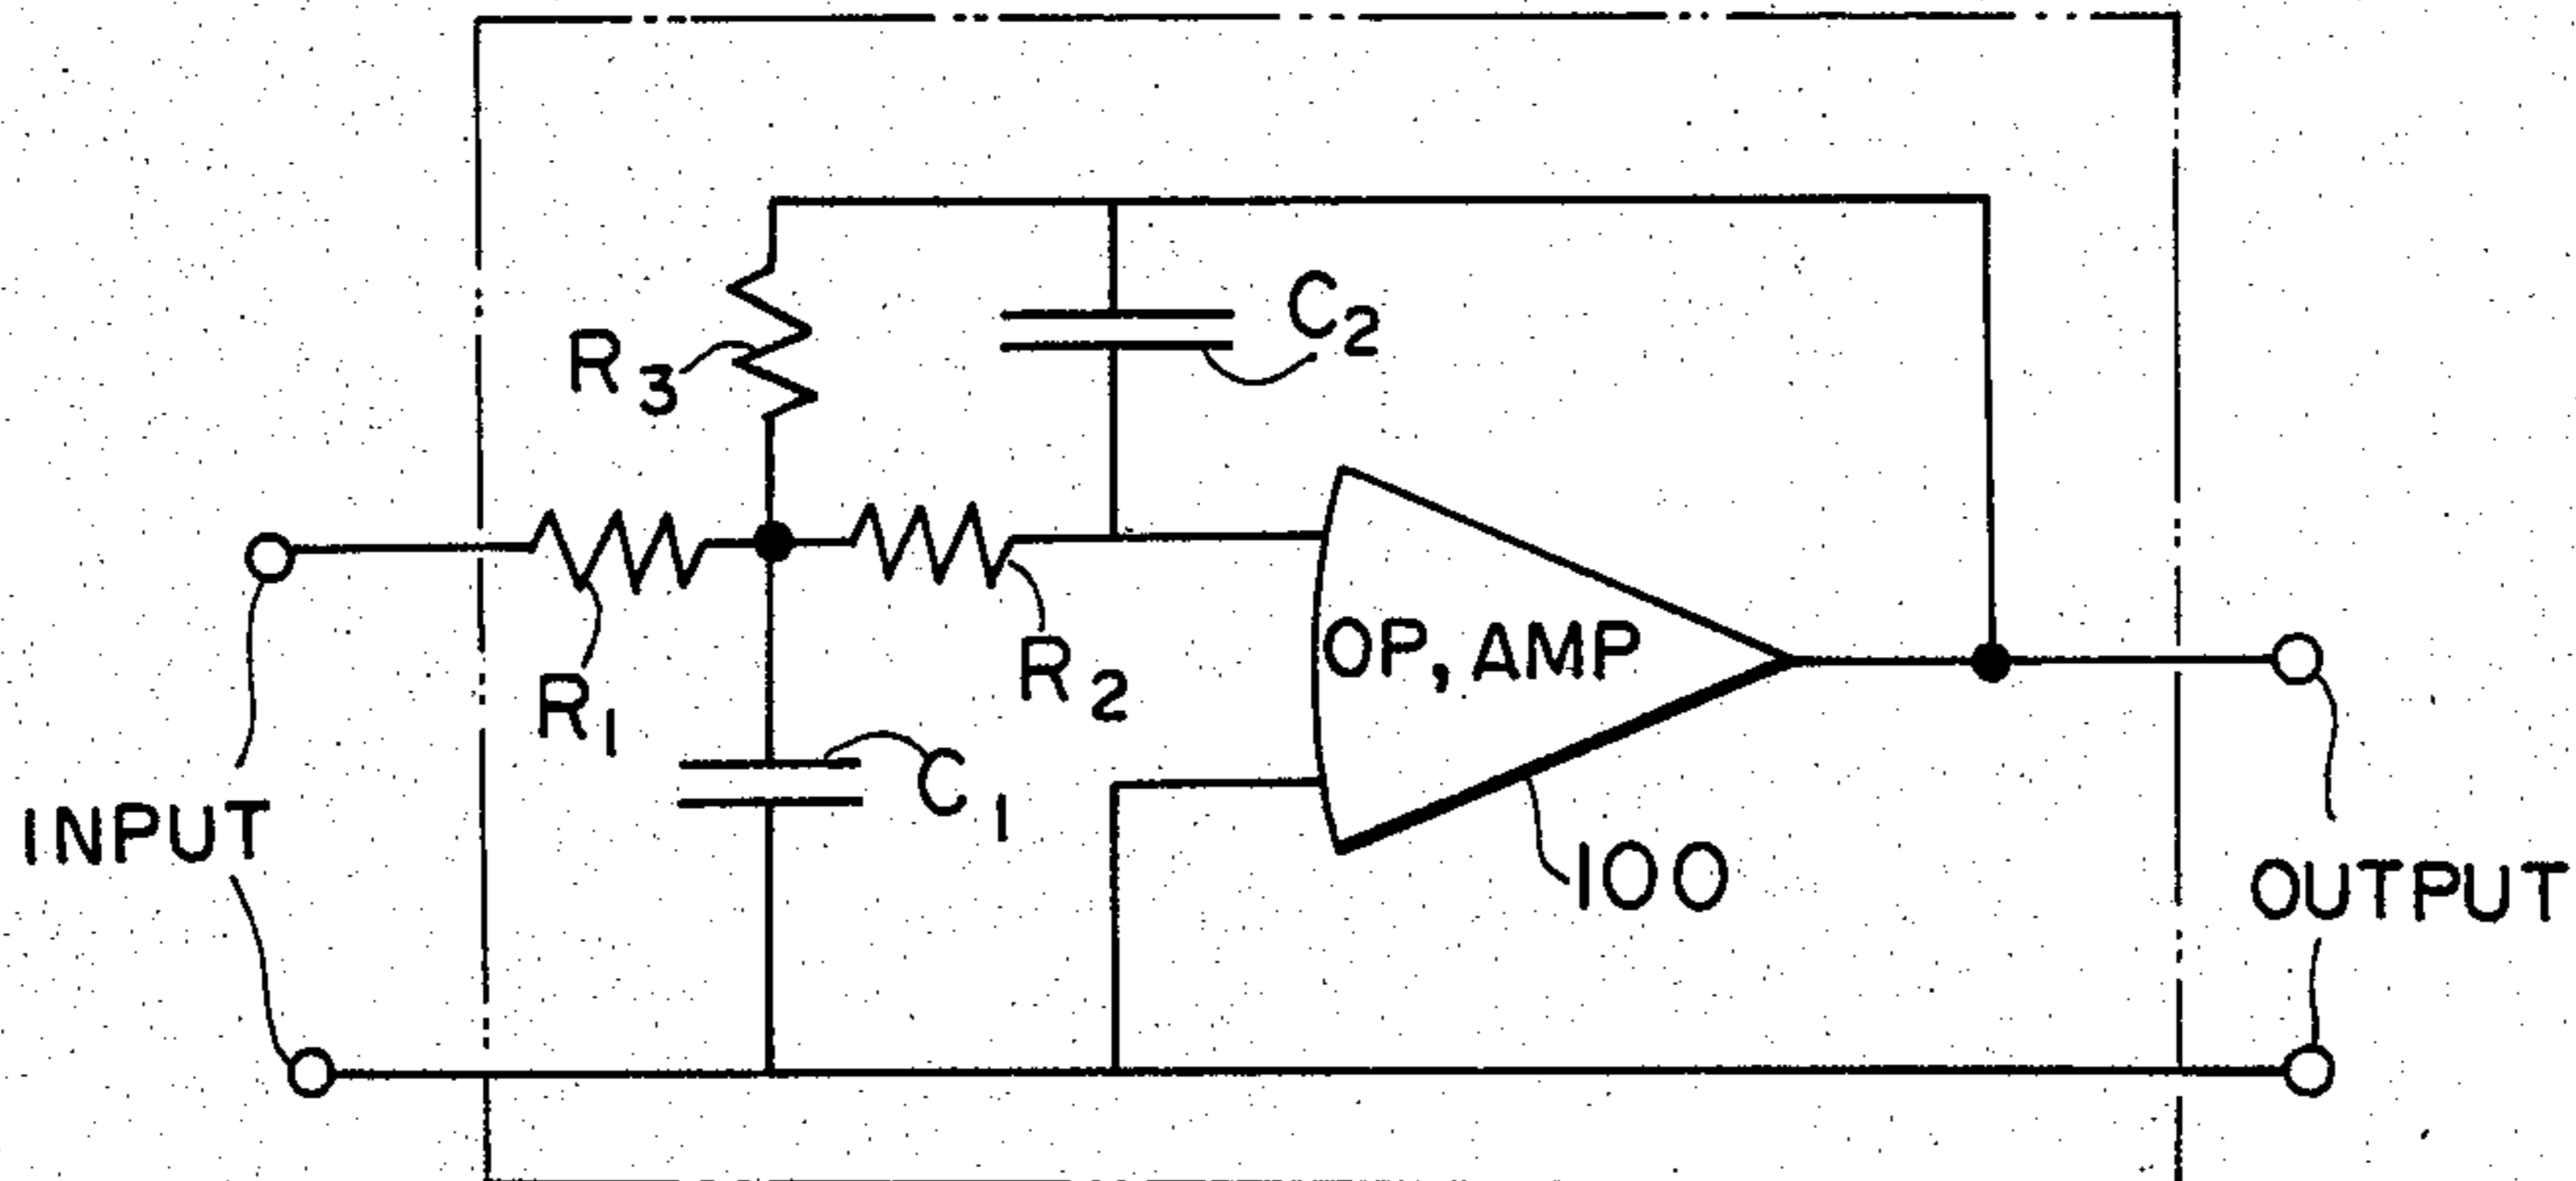 C₂
R₃
R₂
OP, AMP
R₁
C₁
INPUT
100
OUTPUT